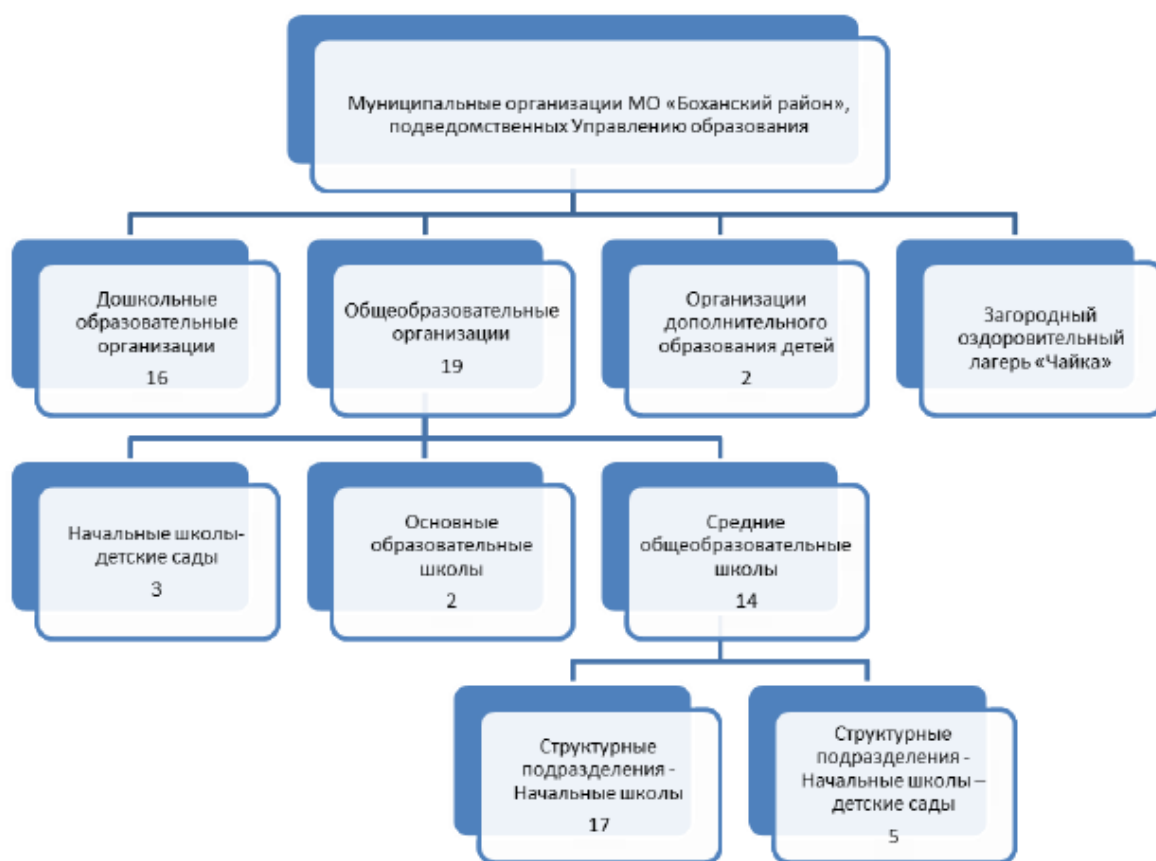 Муниципальные организации МО «Боханский район»,
подведомственных Управлению образования
Дошкольные
образовательные
организации
16
Общеобразовательные
организации
19
Организации
дополнительного
образования детей
2
Загородный
оздоровительный
лагерь «Чайка»
Начальные школы-
детские сады
3
Основные
образовательные
школы
2
Средние
общеобразовательные
школы
14
Структурные
подразделения -
Начальные школы
17
Структурные
подразделения -
Начальные школы –
детские сады
5